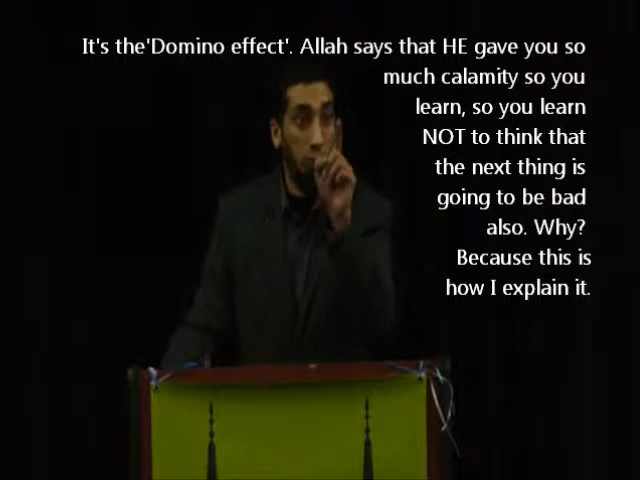 It's the'Domino effect'. Allah says that HE gave you so
much calamity so you
learn, so you learn
NOT to think that
the next thing is
going to be bad
also. Why?
Because this is
how I explain it.